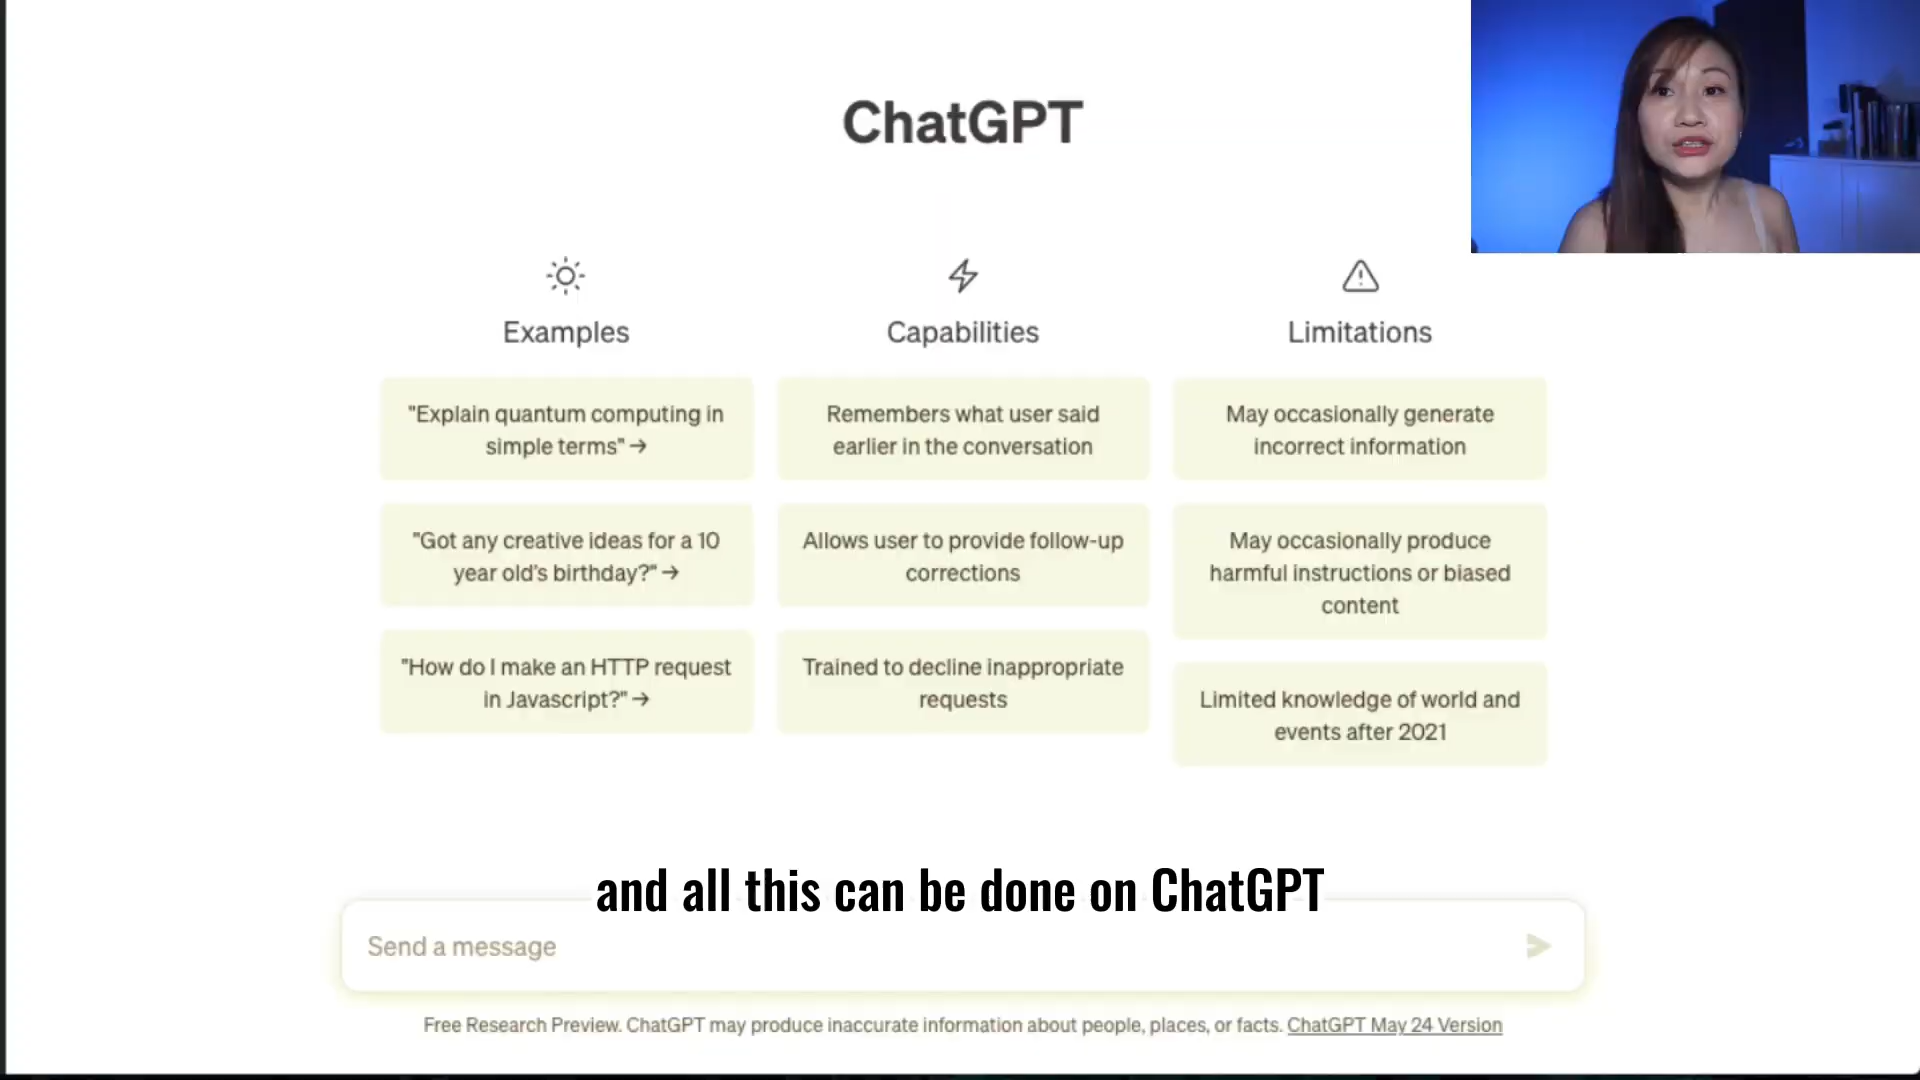 ChatGPT
Examples
"Explain quantum computing in
simple terms" →
"Got any creative ideas for a 10
year old's birthday?" →
"How do I make an HTTP request
in Javascript?" →
Capabilities
Remembers what user said
earlier in the conversation
Allows user to provide follow-up
corrections
Trained to decline inappropriate
requests
Limitations
May occasionally generate
incorrect information
May occasionally produce
harmful instructions or biased
content
Limited knowledge of world and
events after 2021
and all this can be done on ChatGPT
Send a message
Free Research Preview. ChatGPT may produce inaccurate information about people, places, or facts. ChatGPT May 24 Version